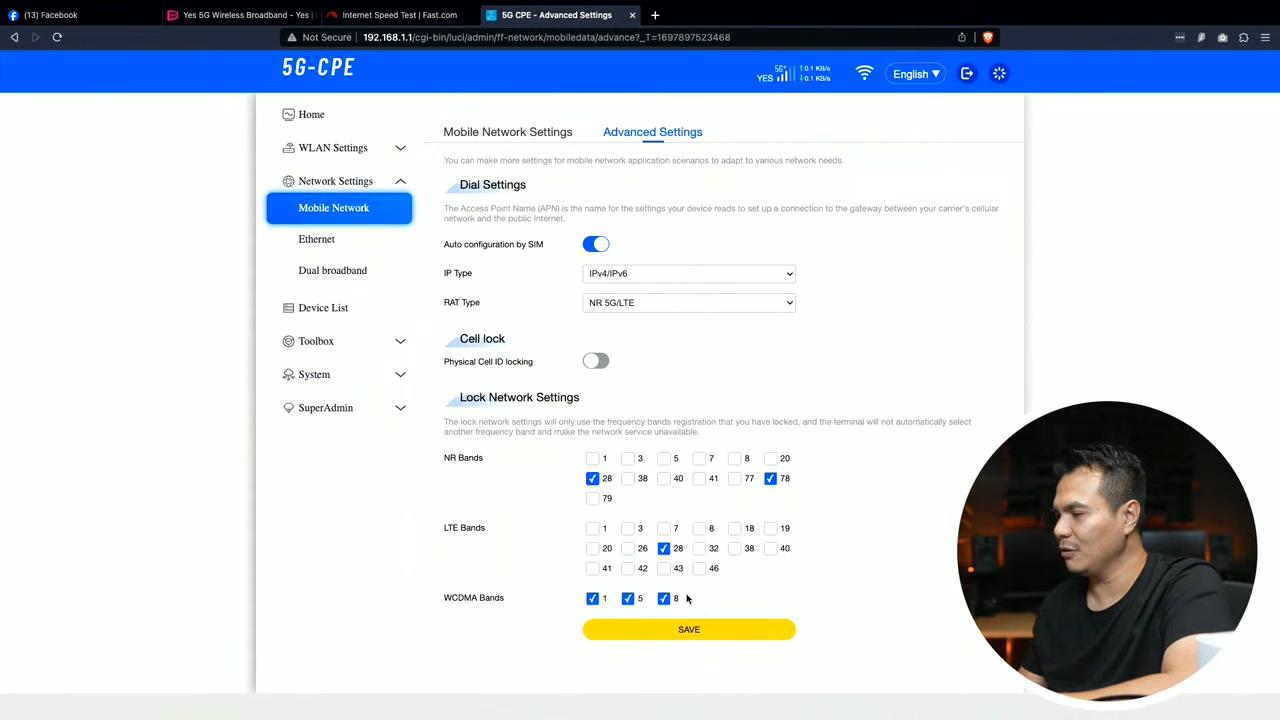 (13) Facebook
Yes 5G Wireless Broadband - Yes
Internet Speed Test | Fast.com
5G CPE - Advanced Settings
Not Secure 192.168.1.1/cgi-bin/luci/admin/ff-network/mobiledata/advance?_T=1697897523468
5G-CPE
YES 5G+ ↑0.1 KB/s ↓0.1 KB/s
English ▼
Home
WLAN Settings
Network Settings
Mobile Network
Ethernet
Dual broadband
Device List
Toolbox
System
SuperAdmin
Mobile Network Settings
Advanced Settings
You can make more settings for mobile network application scenarios to adapt to various network needs.
Dial Settings
The Access Point Name (APN) is the name for the settings your device reads to set up a connection to the gateway between your carrier's cellular
network and the public Internet.
Auto configuration by SIM
IP Type IPv4/IPv6
RAT Type NR 5G/LTE
Cell lock
Physical Cell ID locking
Lock Network Settings
The lock network settings will only use the frequency bands registration that you have locked, and the terminal will not automatically select
another frequency band and make the network service unavailable.
NR Bands 1 3 5 7 8 20
28 38 40 41 77 78
79
LTE Bands 1 3 7 8 18 19
20 26 28 32 38 40
41 42 43 46
WCDMA Bands 1 5 8
SAVE